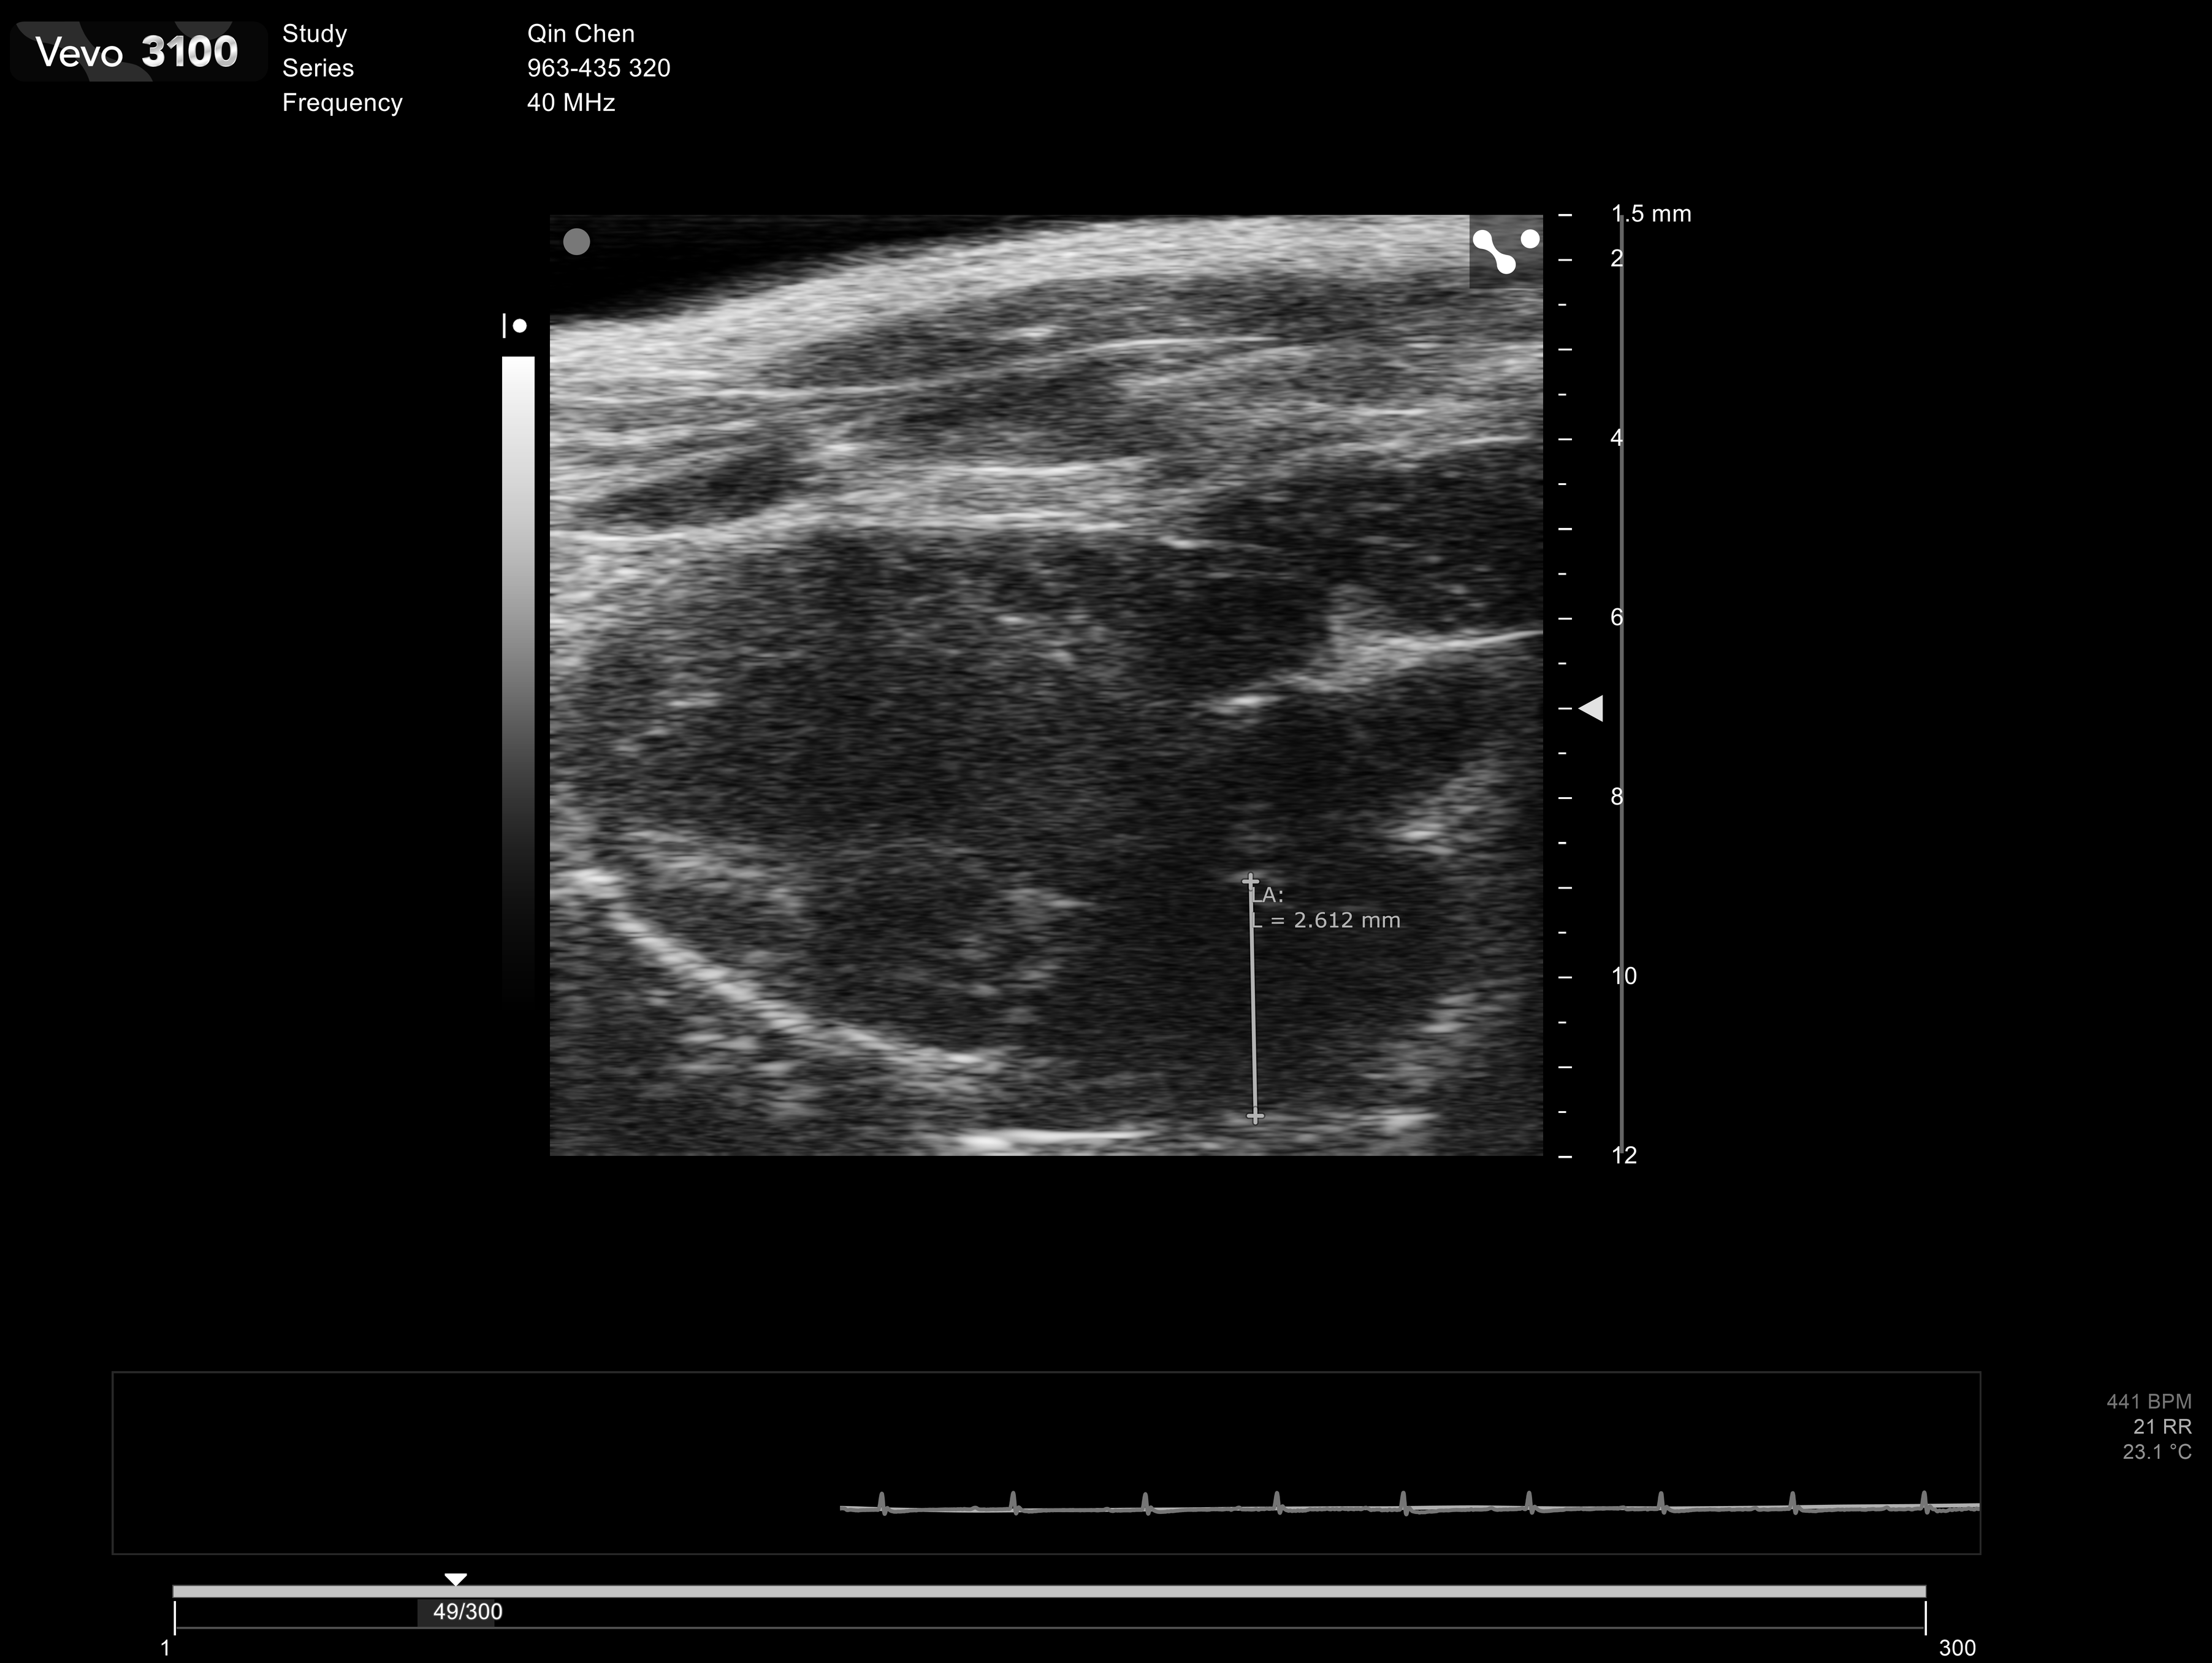 Vevo 3100
Study Qin Chen
Series 963-435 320
Frequency 40 MHz
1.5 mm
2
4
6
8
10
12
LA:
L = 2.612 mm
441 BPM
21 RR
23.1 °C
49/300
1
300